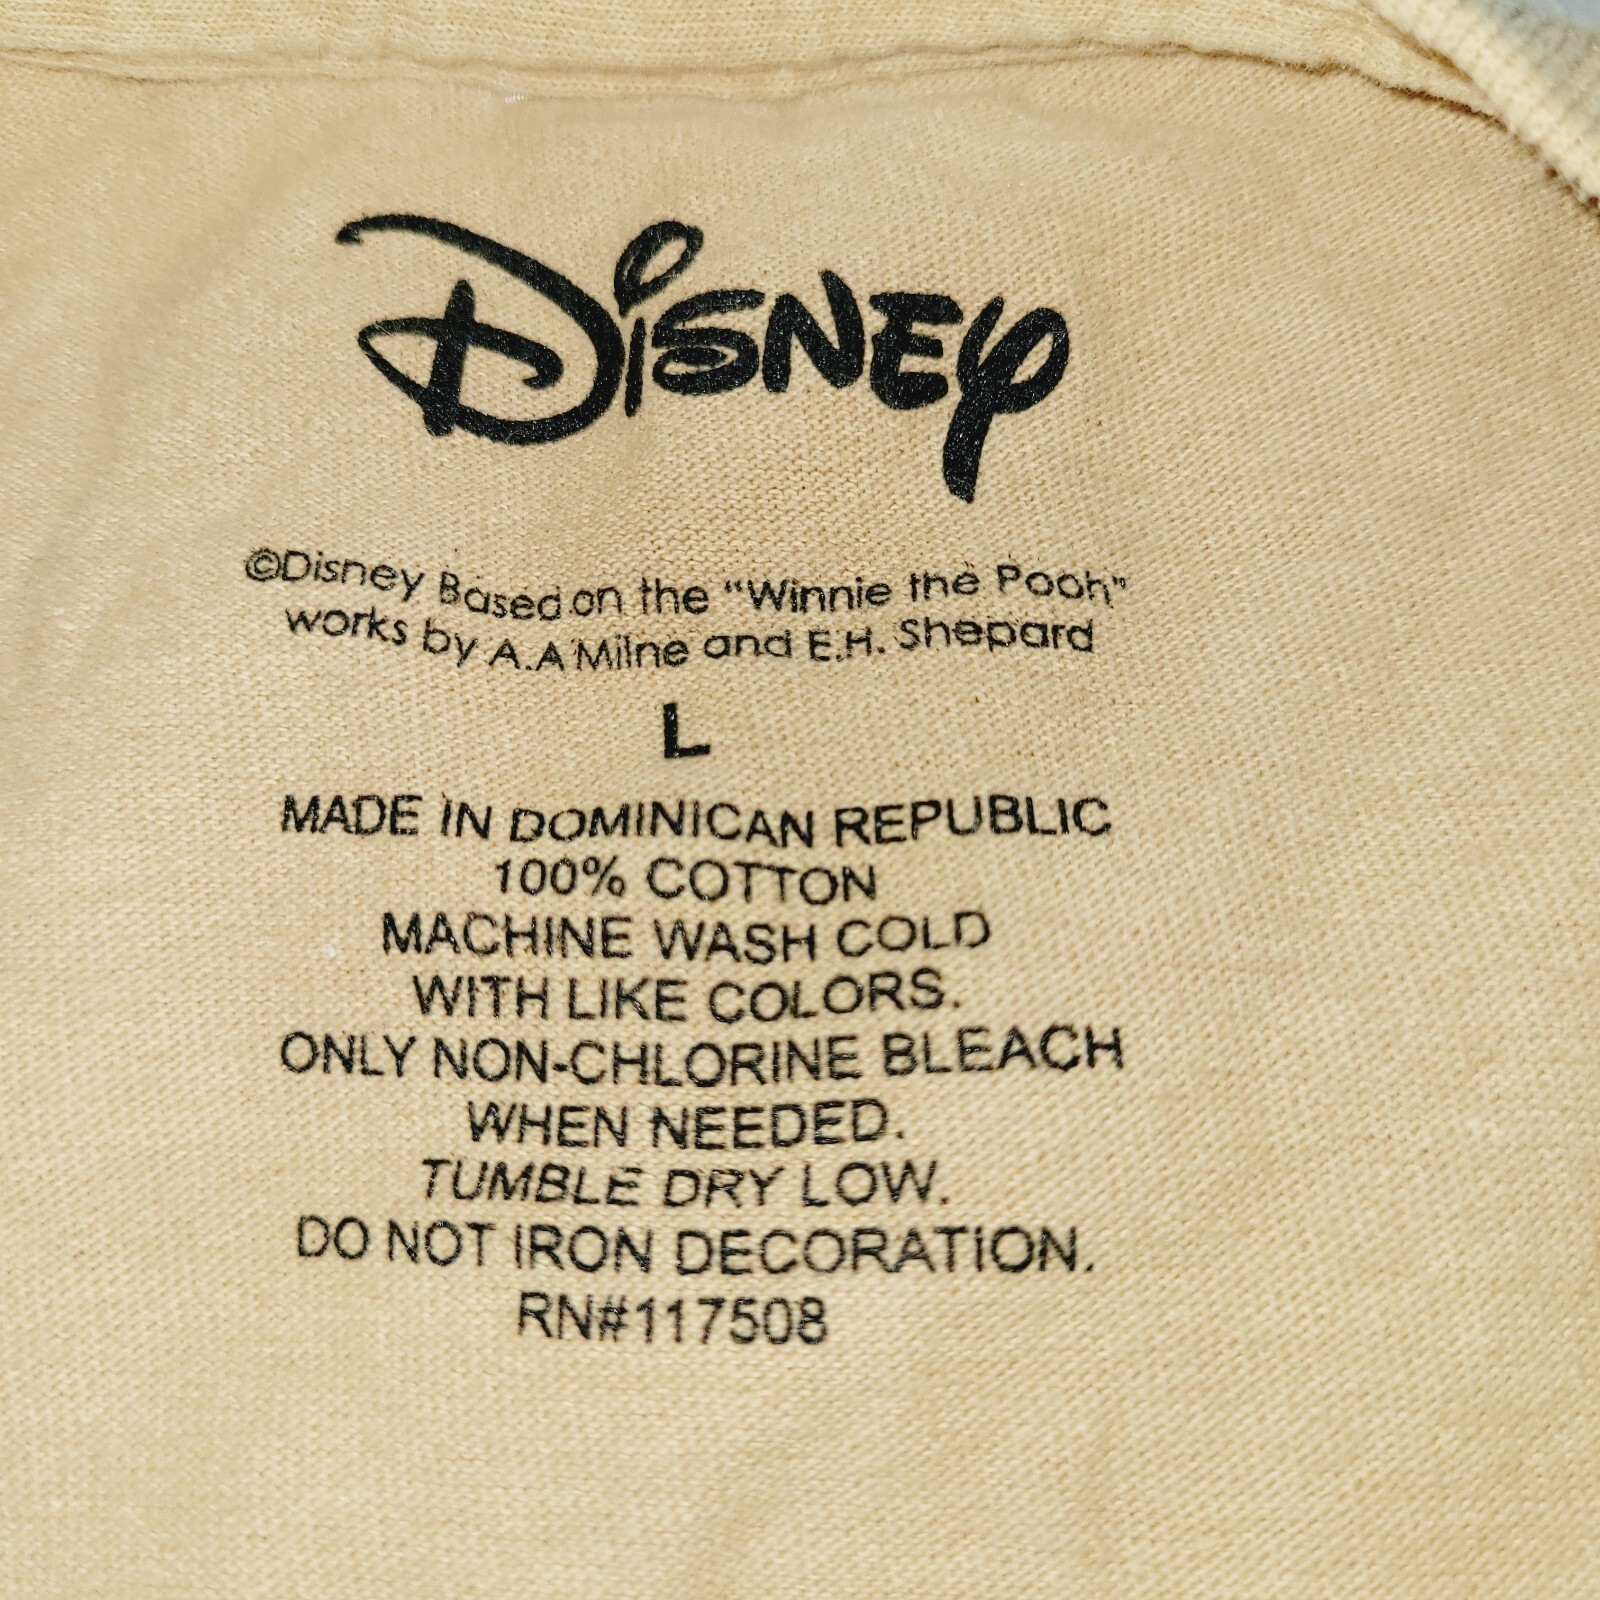 Disney
©Disney Based on the "Winnie the Pooh"
works by A.A Milne and E.H. Shepard
L
MADE IN DOMINICAN REPUBLIC
100% COTTON
MACHINE WASH COLD
WITH LIKE COLORS.
ONLY NON-CHLORINE BLEACH
WHEN NEEDED.
TUMBLE DRY LOW.
DO NOT IRON DECORATION.
RN#117508